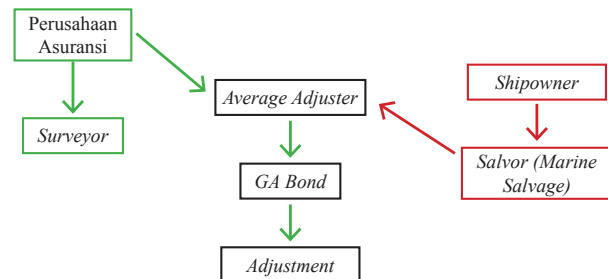 Perusahaan
Asuransi
Surveyor
Average Adjuster
GA Bond
Adjustment
Shipowner
Salvor (Marine
Salvage)